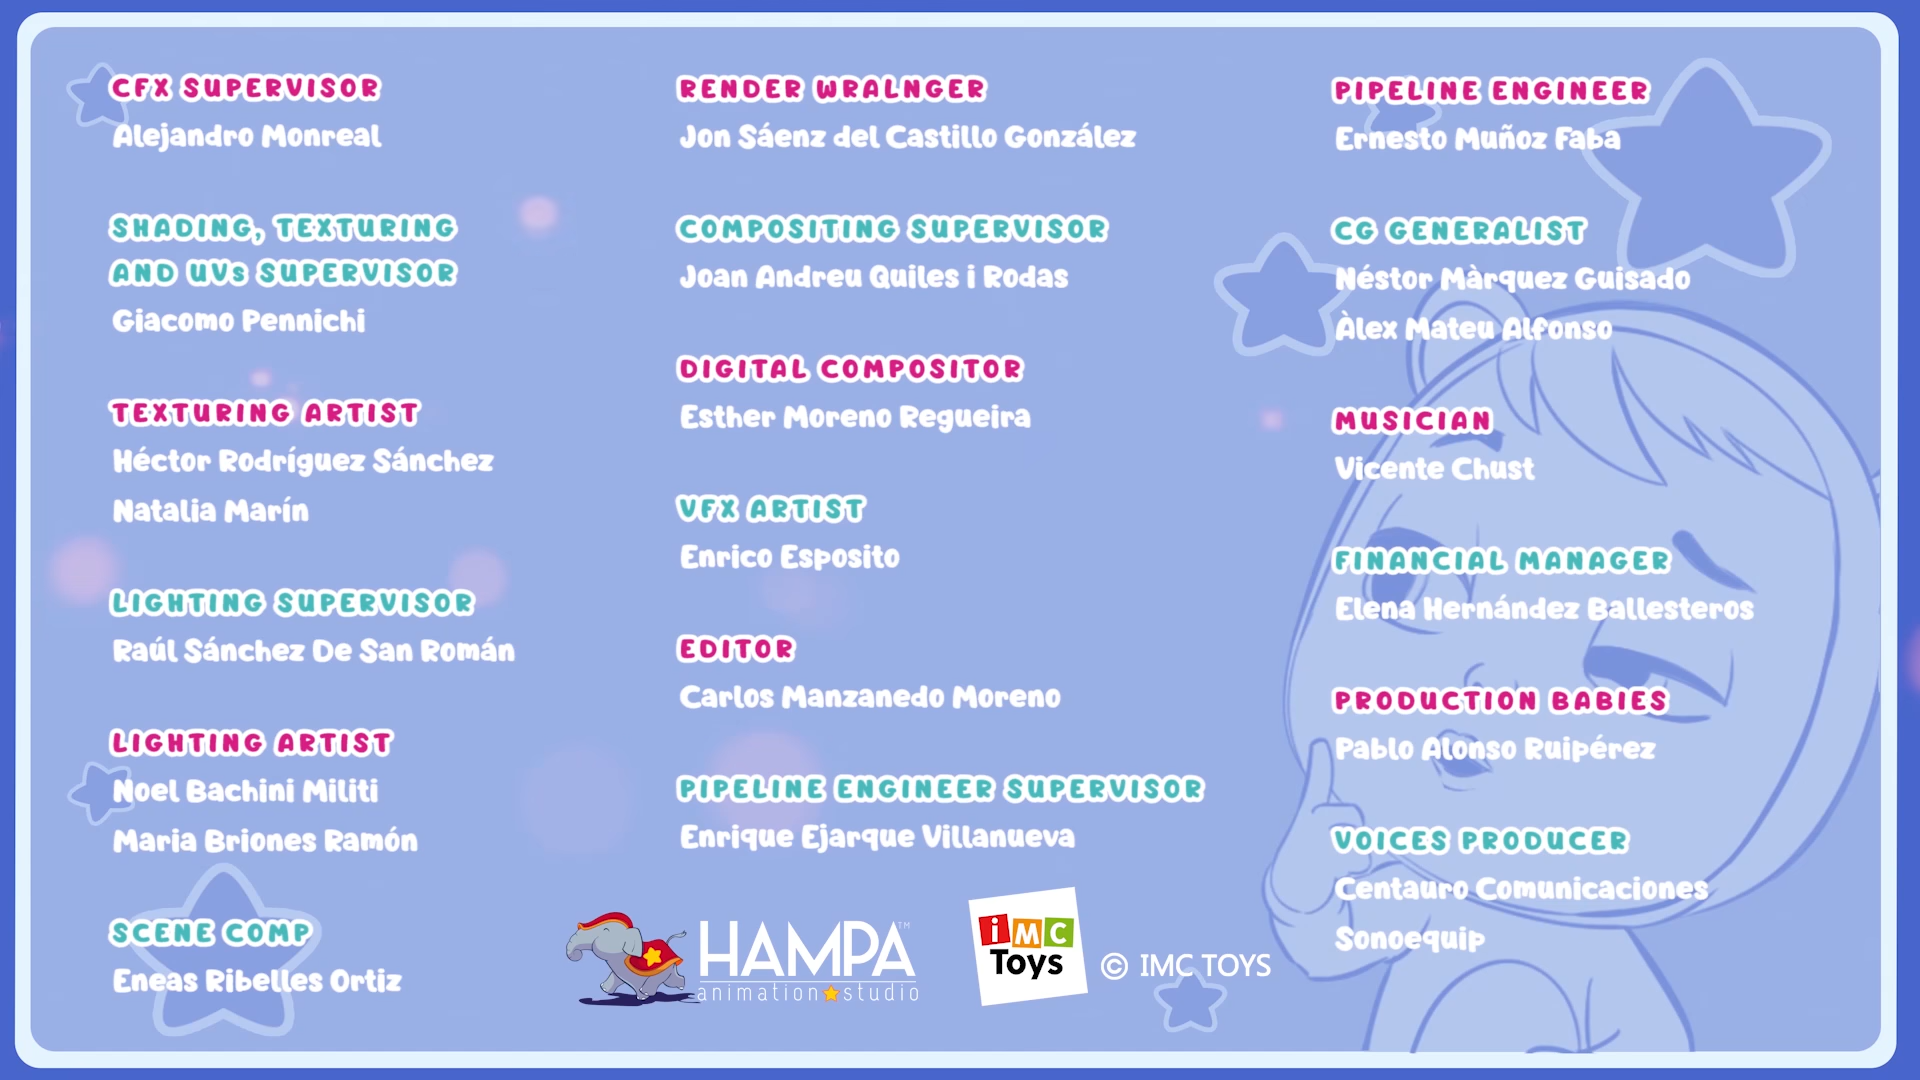 CFX SUPERVISOR
Alejandro Monreal
SHADING, TEXTURING
AND UVs SUPERVISOR
Giacomo Pennichi
TEXTURING ARTIST
Héctor Rodríguez Sánchez
Natalia Marín
LIGHTING SUPERVISOR
Raúl Sánchez De San Román
LIGHTING ARTIST
Noel Bachini Militi
Maria Briones Ramón
SCENE COMP
Eneas Ribelles Ortiz
RENDER WRALNGER
Jon Sáenz del Castillo González
COMPOSITING SUPERVISOR
Joan Andreu Quiles i Rodas
DIGITAL COMPOSITOR
Esther Moreno Regueira
VFX ARTIST
Enrico Esposito
EDITOR
Carlos Manzanedo Moreno
PIPELINE ENGINEER SUPERVISOR
Enrique Ejarque Villanueva
HAMPA™
animation studio
iMC
Toys
© IMC TOYS
PIPELINE ENGINEER
Ernesto Muñoz Faba
CG GENERALIST
Néstor Màrquez Guisado
Àlex Mateu Alfonso
MUSICIAN
Vicente Chust
FINANCIAL MANAGER
Elena Hernández Ballesteros
PRODUCTION BABIES
Pablo Alonso Ruipérez
VOICES PRODUCER
Centauro Comunicaciones
Sonoequip